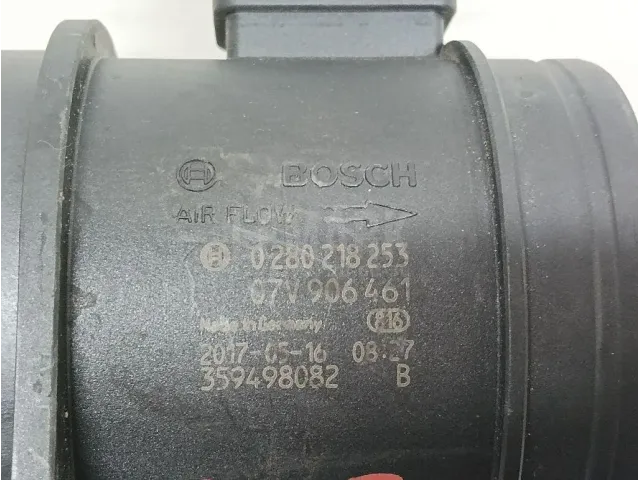 BOSCH
AIR FLOW
0 280 218 253
07V 906 461
Made in Germany F16
2017-05-16 08:27
359498082 B